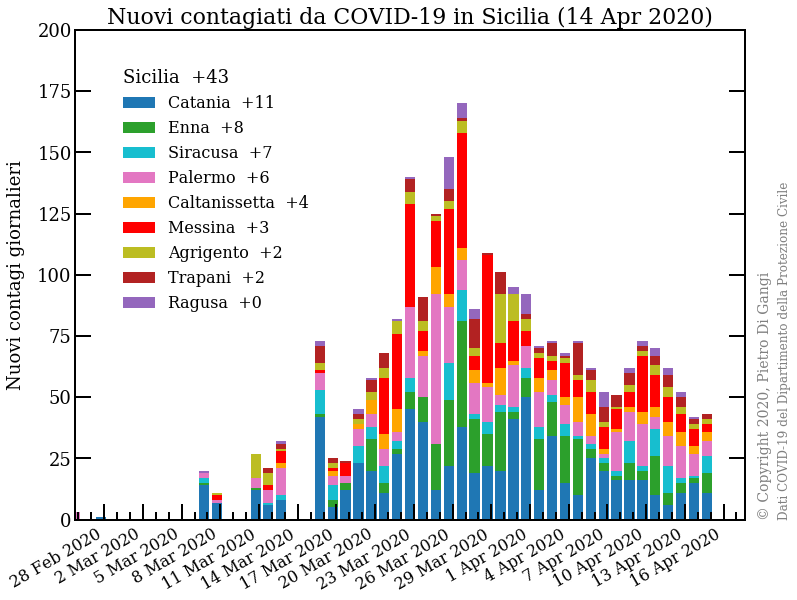 Nuovi contagiati da COVID-19 in Sicilia (14 Apr 2020)
Nuovi contagi giornalieri
200
175
150
125
100
75
50
25
0
Sicilia +43
Catania +11
Enna +8
Siracusa +7
Palermo +6
Caltanissetta +4
Messina +3
Agrigento +2
Trapani +2
Ragusa +0
28 Feb 2020
2 Mar 2020
5 Mar 2020
8 Mar 2020
11 Mar 2020
14 Mar 2020
17 Mar 2020
20 Mar 2020
23 Mar 2020
26 Mar 2020
29 Mar 2020
1 Apr 2020
4 Apr 2020
7 Apr 2020
10 Apr 2020
13 Apr 2020
16 Apr 2020
© Copyright 2020, Pietro Di Gangi
Dati COVID-19 del Dipartimento della Protezione Civile